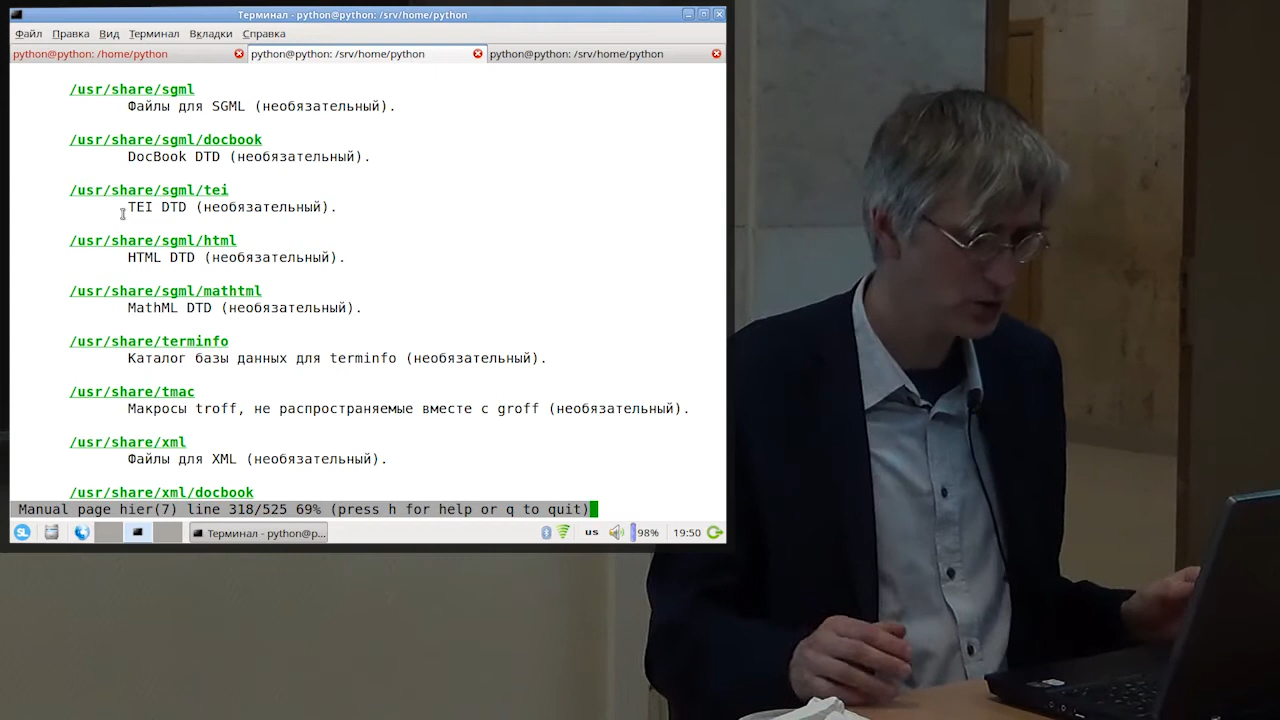 Терминал - python@python: /srv/home/python
Файл Правка Вид Терминал Вкладки Справка
python@python: /home/python python@python: /srv/home/python python@python: /srv/home/python
/usr/share/sgml
Файлы для SGML (необязательный).
/usr/share/sgml/docbook
DocBook DTD (необязательный).
/usr/share/sgml/tei
TEI DTD (необязательный).
/usr/share/sgml/html
HTML DTD (необязательный).
/usr/share/sgml/mathtml
MathML DTD (необязательный).
/usr/share/terminfo
Каталог базы данных для terminfo (необязательный).
/usr/share/tmac
Макросы troff, не распространяемые вместе с groff (необязательный).
/usr/share/xml
Файлы для XML (необязательный).
/usr/share/xml/docbook
Manual page hier(7) line 318/525 69% (press h for help or q to quit)
Терминал - python@p... us 98% 19:50